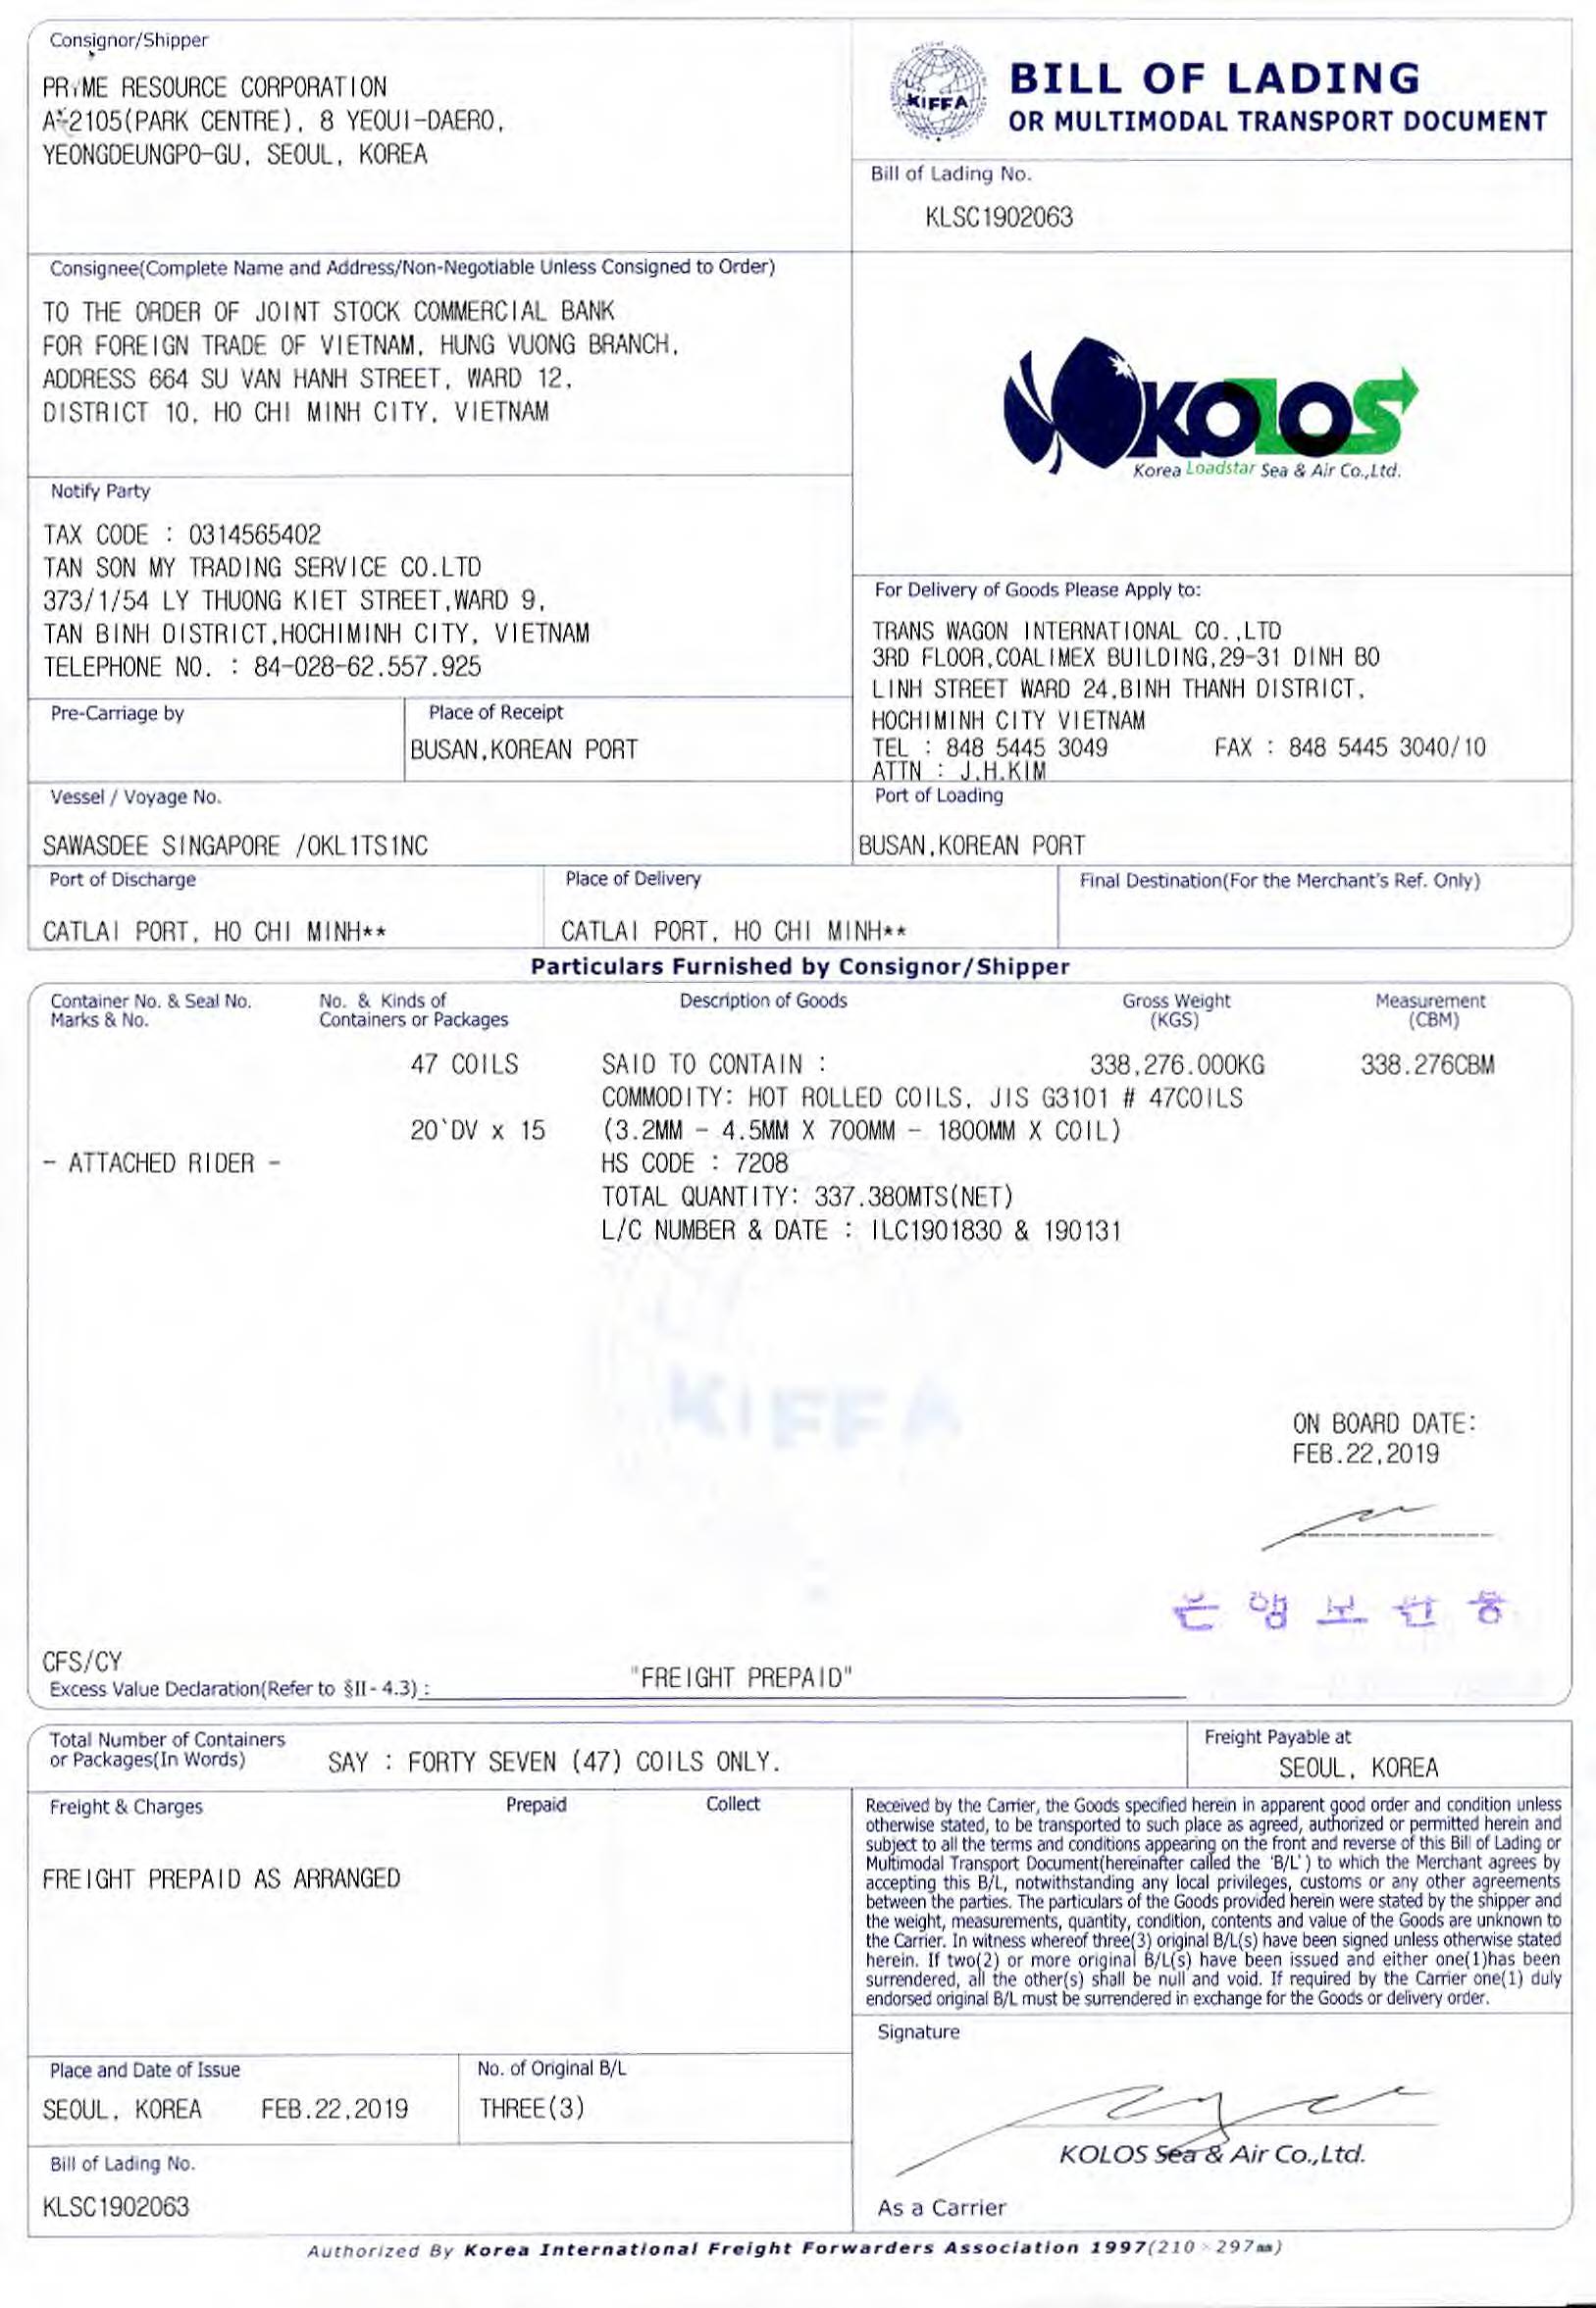 Consignor/Shipper
PRIME RESOURCE CORPORATION
A-2105(PARK CENTRE), 8 YEOUI-DAERO,
YEONGDEUNGPO-GU, SEOUL, KOREA
KIFFA
BILL OF LADING
OR MULTIMODAL TRANSPORT DOCUMENT
Bill of Lading No.
KLSC1902063
Consignee(Complete Name and Address/Non-Negotiable Unless Consigned to Order)
TO THE ORDER OF JOINT STOCK COMMERCIAL BANK
FOR FOREIGN TRADE OF VIETNAM, HUNG VUONG BRANCH,
ADDRESS 664 SU VAN HANH STREET, WARD 12,
DISTRICT 10, HO CHI MINH CITY, VIETNAM
KOLOS
Korea Loadstar Sea & Air Co.,Ltd.
Notify Party
TAX CODE : 0314565402
TAN SON MY TRADING SERVICE CO.LTD
373/1/54 LY THUONG KIET STREET,WARD 9,
TAN BINH DISTRICT,HOCHIMINH CITY, VIETNAM
TELEPHONE NO. : 84-028-62.557.925
For Delivery of Goods Please Apply to:
TRANS WAGON INTERNATIONAL CO.,LTD
3RD FLOOR,COALIMEX BUILDING,29-31 DINH BO
LINH STREET WARD 24,BINH THANH DISTRICT,
HOCHIMINH CITY VIETNAM
TEL : 848 5445 3049 FAX : 848 5445 3040/10
ATTN : J.H.KIM
Pre-Carriage by
Place of Receipt
BUSAN,KOREAN PORT
Vessel / Voyage No.
SAWASDEE SINGAPORE /0KL1TS1NC
Port of Loading
BUSAN,KOREAN PORT
Port of Discharge
CATLAI PORT, HO CHI MINH**
Place of Delivery
CATLAI PORT, HO CHI MINH**
Final Destination(For the Merchant's Ref. Only)
Particulars Furnished by Consignor/Shipper
Container No. & Seal No. No. & Kinds of Description of Goods Gross Weight Measurement
Marks & No. Containers or Packages (KGS) (CBM)
47 COILS SAID TO CONTAIN : 338,276.000KG 338.276CBM
COMMODITY: HOT ROLLED COILS, JIS G3101 # 47COILS
20`DV x 15 (3.2MM - 4.5MM X 700MM - 1800MM X COIL)
- ATTACHED RIDER - HS CODE : 7208
TOTAL QUANTITY: 337.380MTS(NET)
L/C NUMBER & DATE : ILC1901830 & 190131
KIFFA
ON BOARD DATE:
FEB.22,2019
은 행 보 관 용
CFS/CY
"FREIGHT PREPAID"
Excess Value Declaration(Refer to §II- 4.3) :
Total Number of Containers
or Packages(In Words) SAY : FORTY SEVEN (47) COILS ONLY.
Freight Payable at
SEOUL, KOREA
Freight & Charges Prepaid Collect
FREIGHT PREPAID AS ARRANGED
Received by the Carrier, the Goods specified herein in apparent good order and condition unless
otherwise stated, to be transported to such place as agreed, authorized or permitted herein and
subject to all the terms and conditions appearing on the front and reverse of this Bill of Lading or
Multimodal Transport Document(hereinafter called the 'B/L') to which the Merchant agrees by
accepting this B/L, notwithstanding any local privileges, customs or any other agreements
between the parties. The particulars of the Goods provided herein were stated by the shipper and
the weight, measurements, quantity, condition, contents and value of the Goods are unknown to
the Carrier. In witness whereof three(3) original B/L(s) have been signed unless otherwise stated
herein. If two(2) or more original B/L(s) have been issued and either one(1)has been
surrendered, all the other(s) shall be null and void. If required by the Carrier one(1) duly
endorsed original B/L must be surrendered in exchange for the Goods or delivery order.
Place and Date of Issue
SEOUL, KOREA FEB.22,2019
No. of Original B/L
THREE(3)
Bill of Lading No.
KLSC1902063
Signature
KOLOS Sea & Air Co.,Ltd.
As a Carrier
Authorized By Korea International Freight Forwarders Association 1997(210×297㎜)